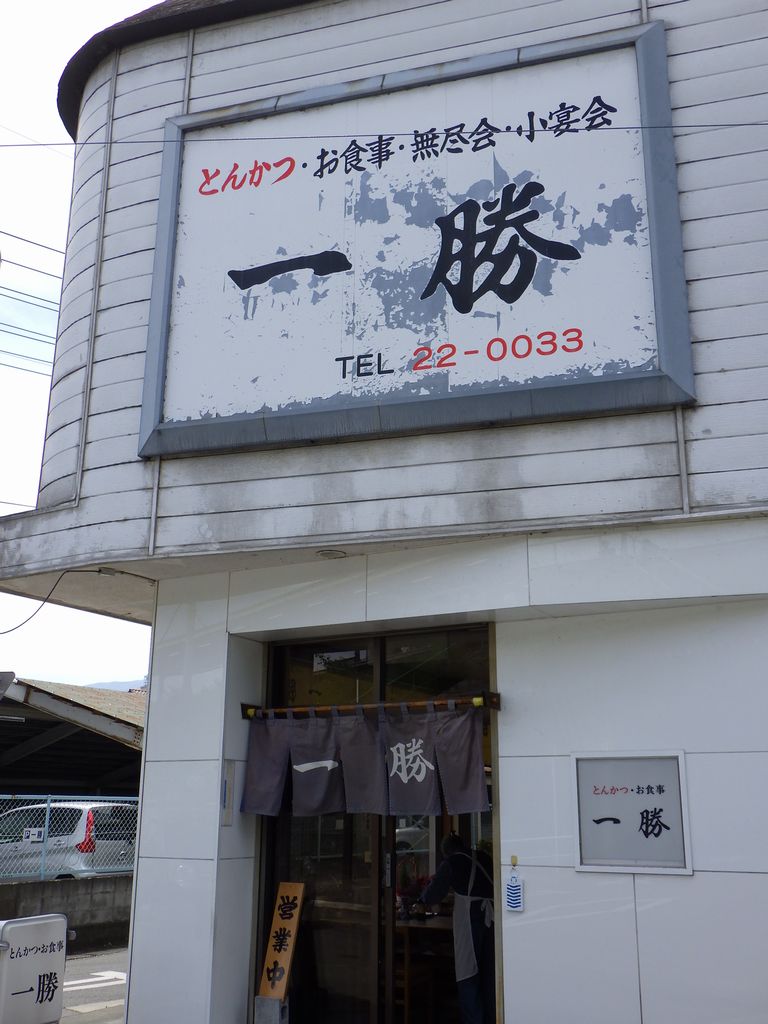 とんかつ・お食事・無尽会・小宴会
一 勝
TEL 22-0033
一 勝
とんかつ・お食事
一 勝
営業中
とんかつ・お食事
一勝